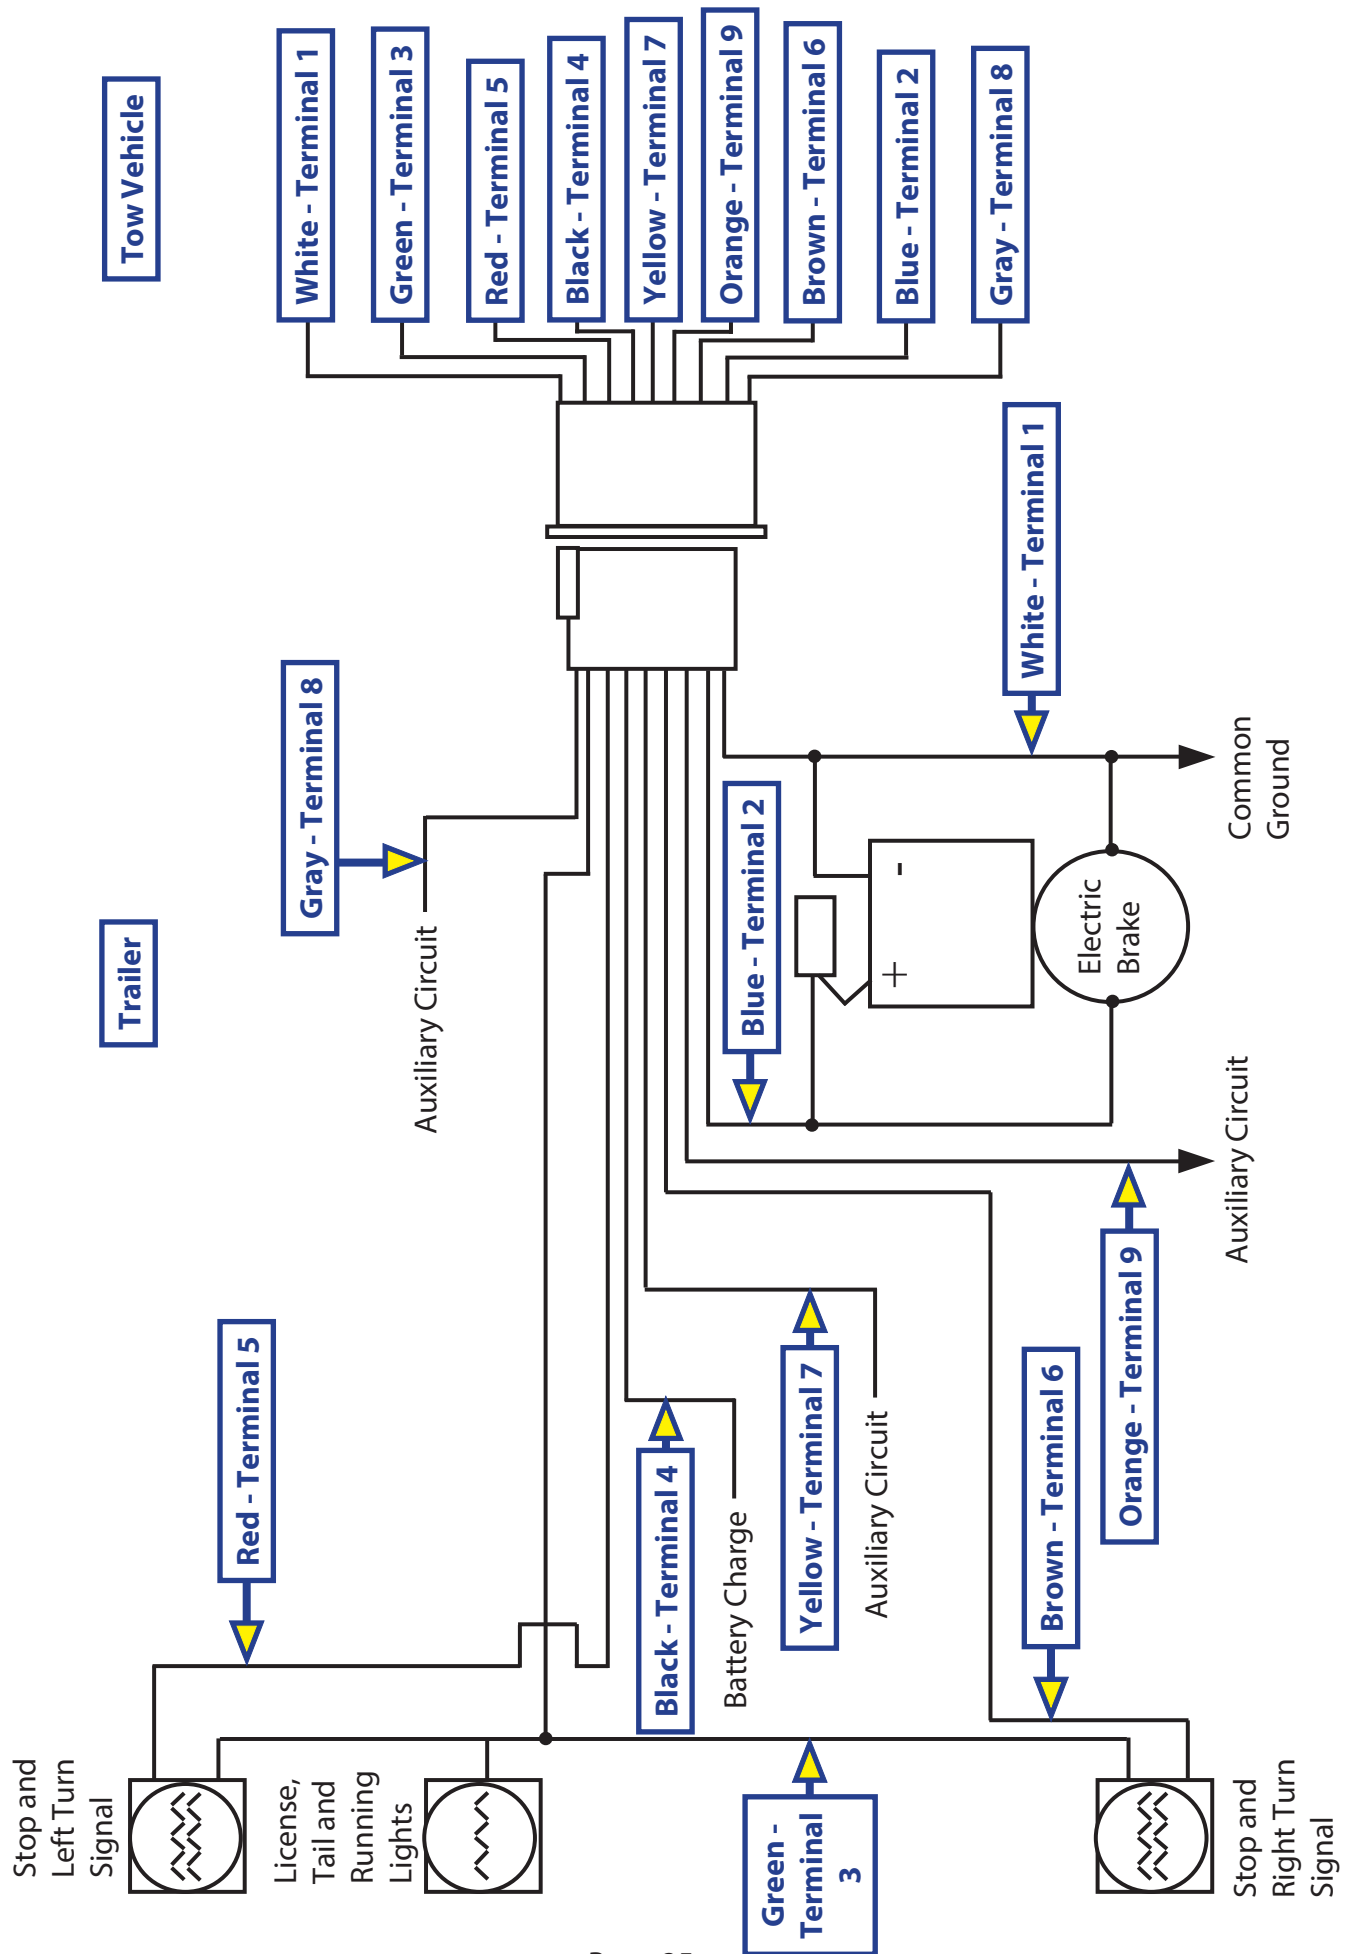 Tow Vehicle
White - Terminal 1
Green - Terminal 3
Red - Terminal 5
Black - Terminal 4
Yellow - Terminal 7
Orange - Terminal 9
Brown - Terminal 6
Blue - Terminal 2
Gray - Terminal 8
Trailer
Gray - Terminal 8
Auxiliary Circuit
White - Terminal 1
Common
Ground
Blue - Terminal 2
+
-
Electric
Brake
Auxiliary Circuit
Orange - Terminal 9
Red - Terminal 5
Black - Terminal 4
Battery Charge
Yellow - Terminal 7
Auxiliary Circuit
Brown - Terminal 6
Stop and
Left Turn
Signal
License,
Tail and
Running
Lights
Green -
Terminal
3
Stop and
Right Turn
Signal